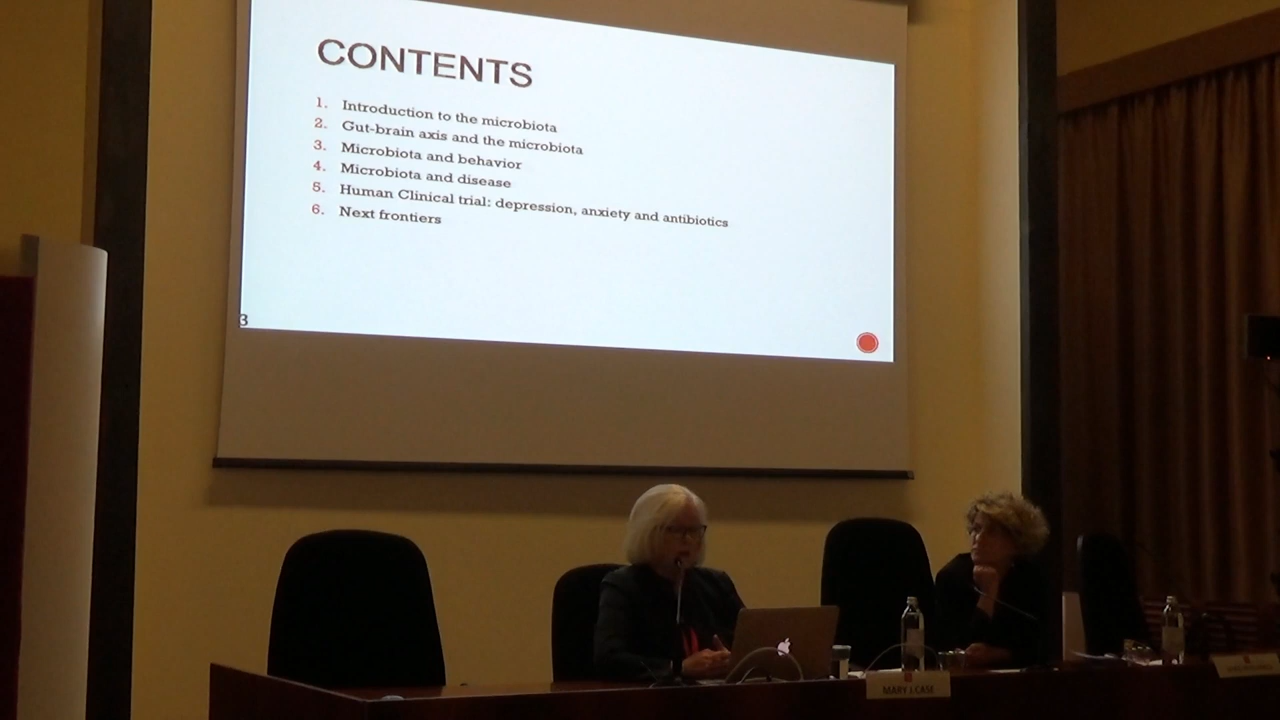 CONTENTS
1. Introduction to the microbiota
2. Gut-brain axis and the microbiota
3. Microbiota and behavior
4. Microbiota and disease
5. Human Clinical trial: depression, anxiety and antibiotics
6. Next frontiers
3
MARY J.CASE